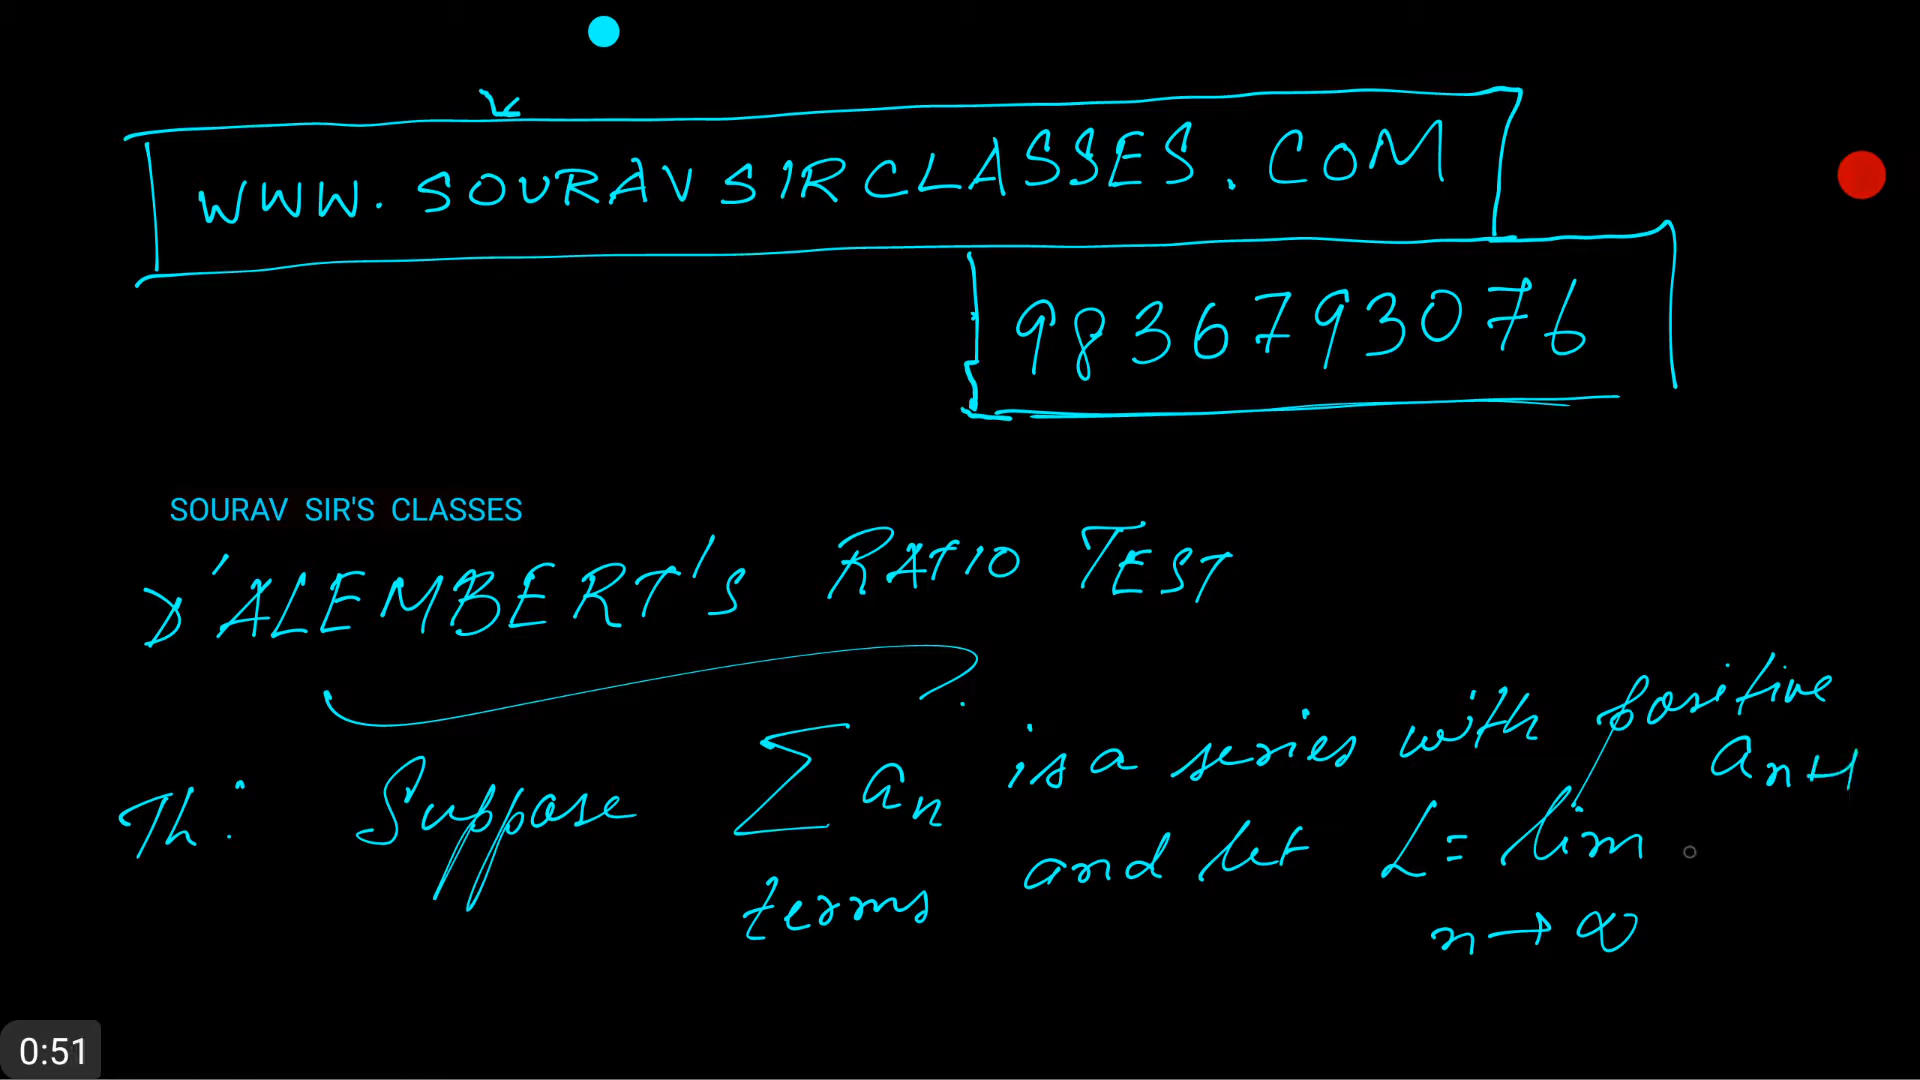 WWW.SOURAVSIRCLASSES.COM
9836793076
SOURAV SIR'S CLASSES
D'ALEMBERT'S RATIO TEST
Th: Suppose ∑ an is a series with positive
terms and let L = lim an+1
n→∞
0:51